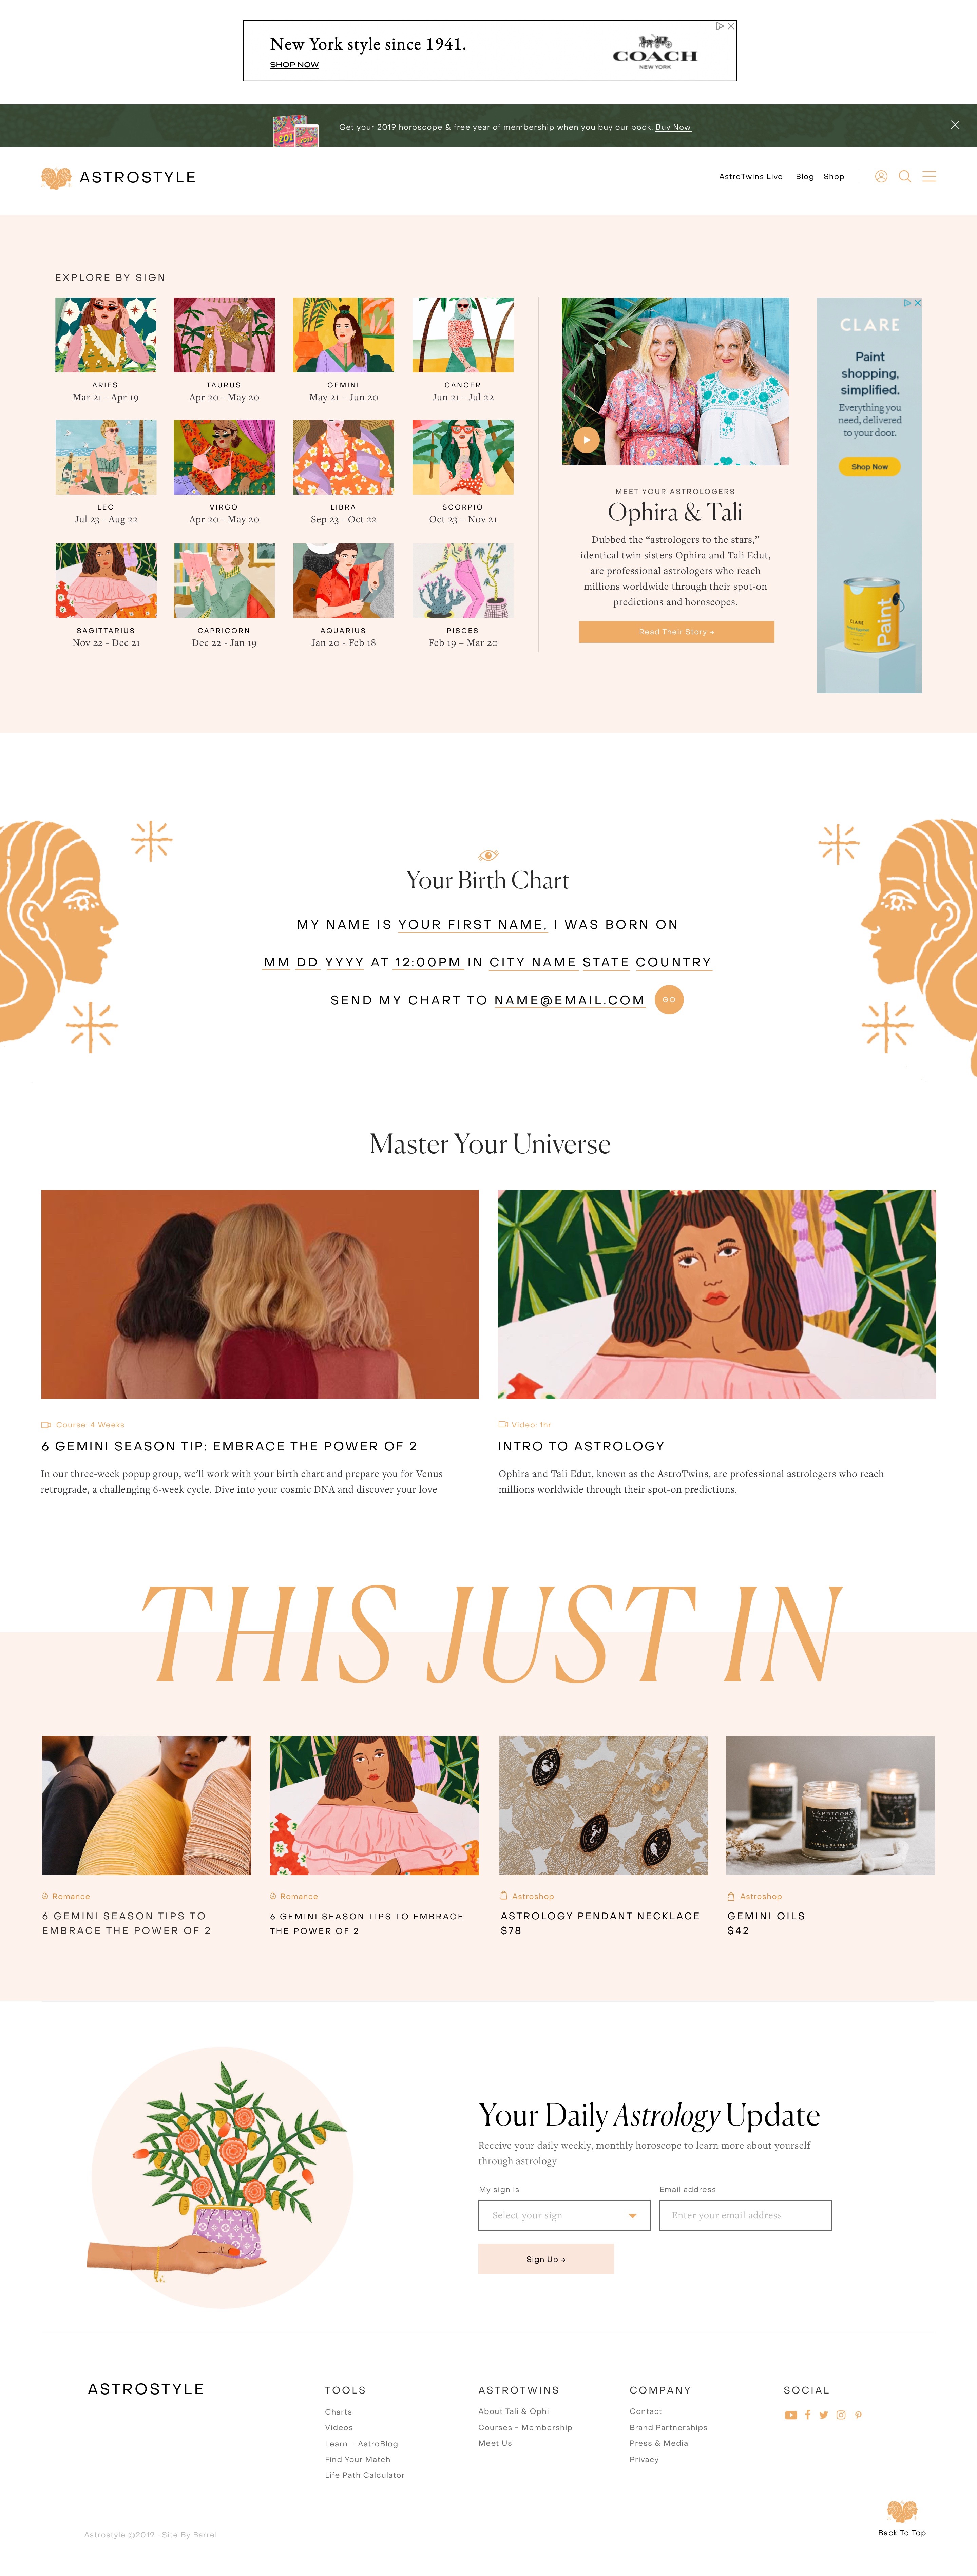 New York style since 1941.
SHOP NOW
COACH
NEW YORK
Get your 2019 horoscope & free year of membership when you buy our book. Buy Now
ASTROSTYLE
AstroTwins Live
Blog
Shop
EXPLORE BY SIGN
ARIES
Mar 21 - Apr 19
TAURUS
Apr 20 - May 20
GEMINI
May 21 – Jun 20
CANCER
Jun 21 - Jul 22
LEO
Jul 23 - Aug 22
VIRGO
Apr 20 - May 20
LIBRA
Sep 23 - Oct 22
SCORPIO
Oct 23 – Nov 21
SAGITTARIUS
Nov 22 - Dec 21
CAPRICORN
Dec 22 - Jan 19
AQUARIUS
Jan 20 - Feb 18
PISCES
Feb 19 – Mar 20
MEET YOUR ASTROLOGERS
Ophira & Tali
Dubbed the “astrologers to the stars,”
identical twin sisters Ophira and Tali Edut,
are professional astrologers who reach
millions worldwide through their spot-on
predictions and horoscopes.
Read Their Story →
CLARE
Paint
shopping,
simplified.
Everything you
need, delivered
to your door.
Shop Now
CLARE
Paint
Your Birth Chart
MY NAME IS YOUR FIRST NAME, I WAS BORN ON
MM DD YYYY AT 12:00PM IN CITY NAME STATE COUNTRY
SEND MY CHART TO NAME@EMAIL.COM
GO
Master Your Universe
Course: 4 Weeks
6 GEMINI SEASON TIP: EMBRACE THE POWER OF 2
In our three-week popup group, we'll work with your birth chart and prepare you for Venus
retrograde, a challenging 6-week cycle. Dive into your cosmic DNA and discover your love
Video: 1hr
INTRO TO ASTROLOGY
Ophira and Tali Edut, known as the AstroTwins, are professional astrologers who reach
millions worldwide through their spot-on predictions.
THIS JUST IN
Romance
6 GEMINI SEASON TIPS TO
EMBRACE THE POWER OF 2
Romance
6 GEMINI SEASON TIPS TO EMBRACE
THE POWER OF 2
Astroshop
ASTROLOGY PENDANT NECKLACE
$78
CAPRICORN
Astroshop
GEMINI OILS
$42
Your Daily Astrology Update
Receive your daily weekly, monthly horoscope to learn more about yourself
through astrology
My sign is
Select your sign
Email address
Enter your email address
Sign Up →
ASTROSTYLE
TOOLS
Charts
Videos
Learn – AstroBlog
Find Your Match
Life Path Calculator
ASTROTWINS
About Tali & Ophi
Courses - Membership
Meet Us
COMPANY
Contact
Brand Partnerships
Press & Media
Privacy
SOCIAL
Astrostyle ©2019 · Site By Barrel
Back To Top